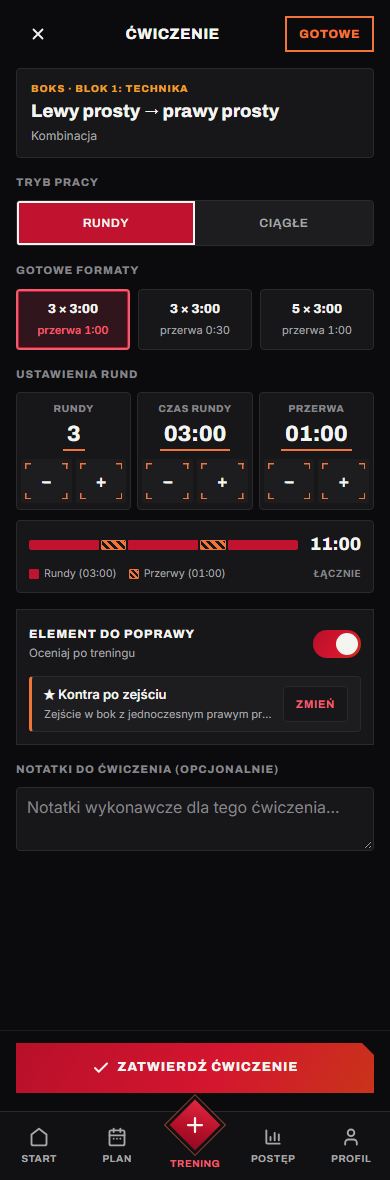 ĆWICZENIE
GOTOWE
BOKS · BLOK 1: TECHNIKA
Lewy prosty → prawy prosty
Kombinacja
TRYB PRACY
RUNDY
CIĄGŁE
GOTOWE FORMATY
3 × 3:00
przerwa 1:00
3 × 3:00
przerwa 0:30
5 × 3:00
przerwa 1:00
USTAWIENIA RUND
RUNDY
3
− +
CZAS RUNDY
03:00
− +
PRZERWA
01:00
− +
11:00
Rundy (03:00) Przerwy (01:00) ŁĄCZNIE
ELEMENT DO POPRAWY
Oceniaj po treningu
★ Kontra po zejściu
Zejście w bok z jednoczesnym prawym pr...
ZMIEŃ
NOTATKI DO ĆWICZENIA (OPCJONALNIE)
Notatki wykonawcze dla tego ćwiczenia...
ZATWIERDŹ ĆWICZENIE
START
PLAN
TRENING
POSTĘP
PROFIL